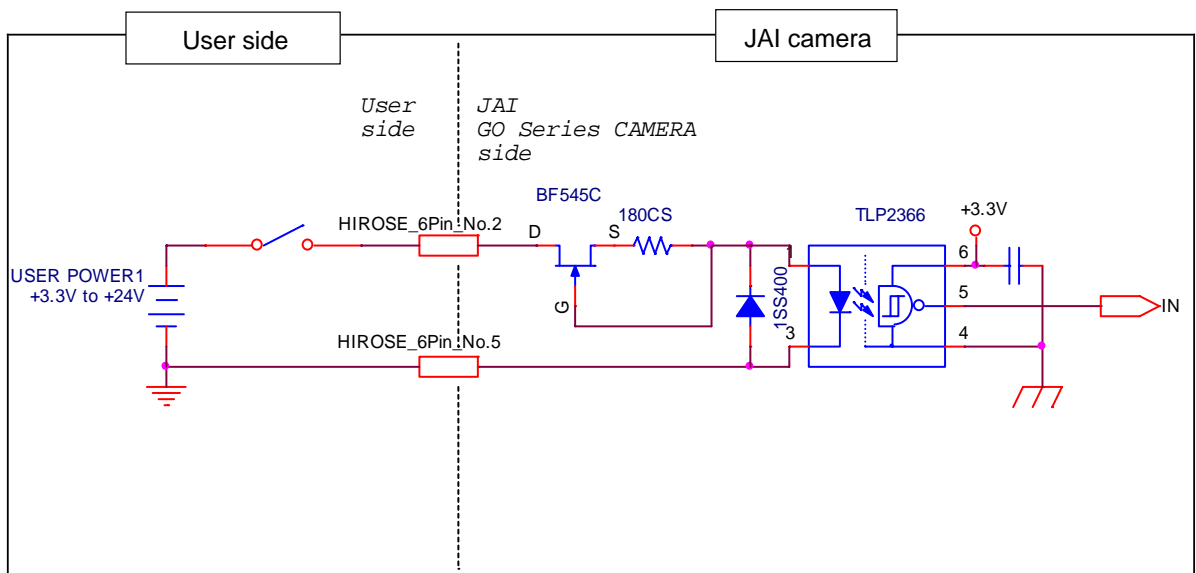 User side
JAI camera
User
side
JAI
GO Series CAMERA
side
BF545C
HIROSE_6Pin_No.2
D
S
180CS
TLP2366
+3.3V
1
6
USER POWER1
+3.3V to +24V
G
1SS400
5
IN
3
4
HIROSE_6Pin_No.5